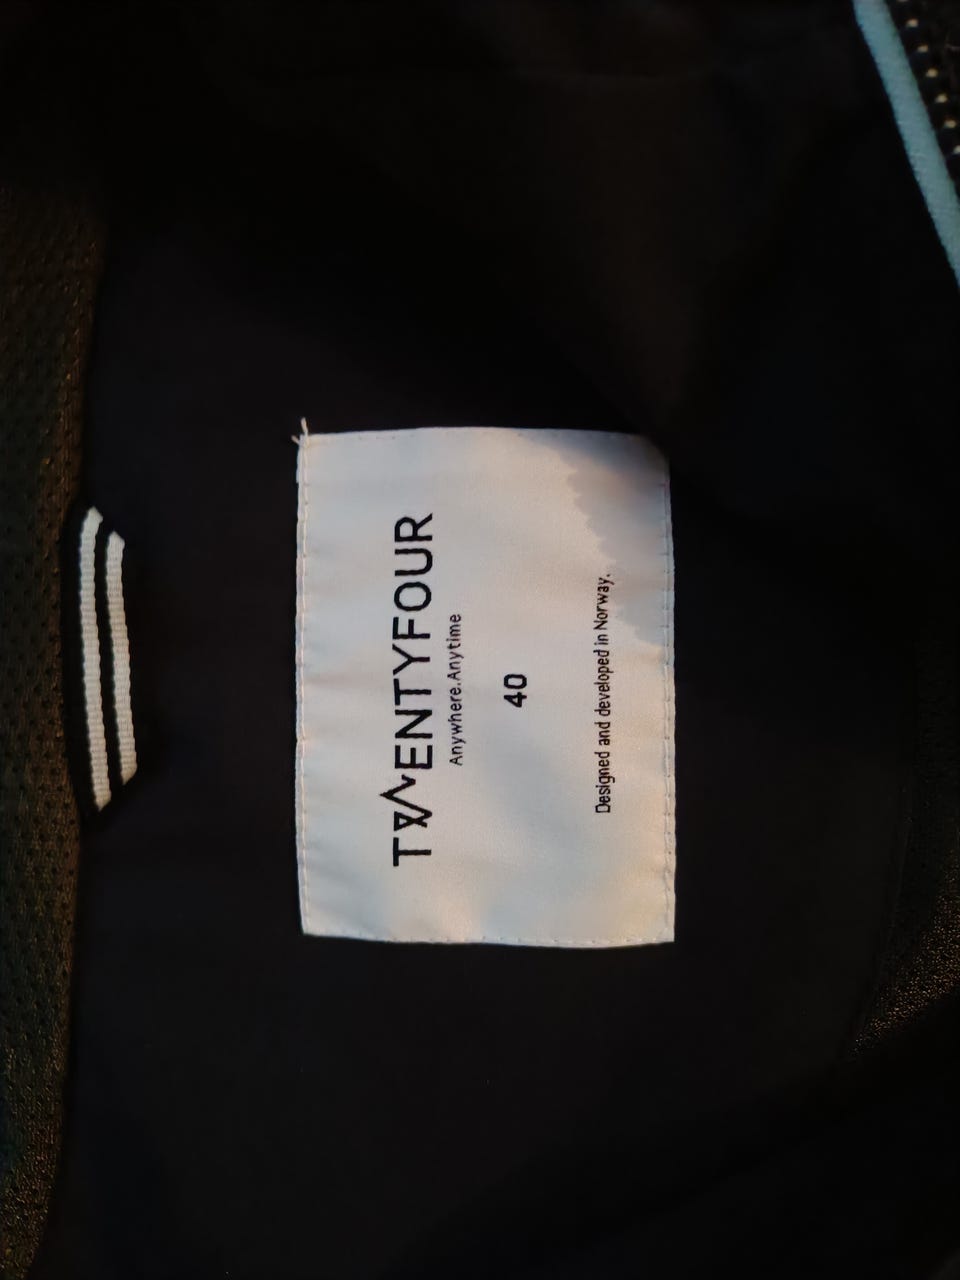 TWENTYFOUR
Anywhere.Anytime
40
Designed and developed in Norway.